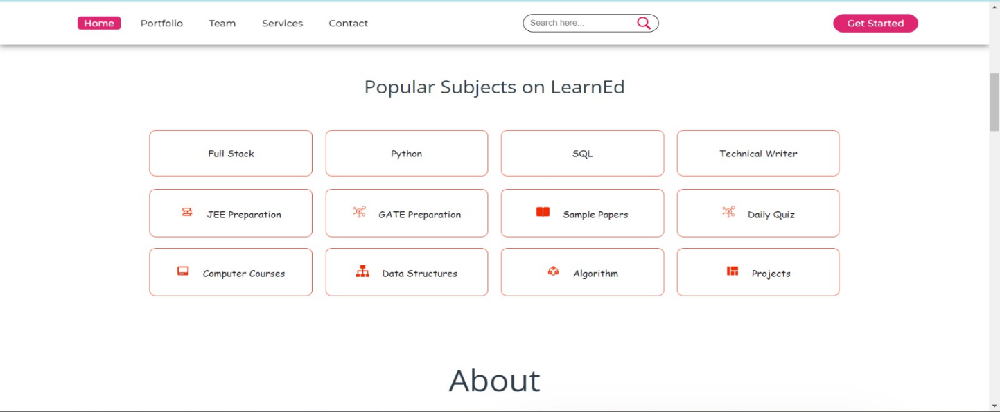 Home Portfolio Team Services Contact Search here... Get Started
Popular Subjects on LearnEd
Full Stack Python SQL Technical Writer
JEE Preparation GATE Preparation Sample Papers Daily Quiz
Computer Courses Data Structures Algorithm Projects
About